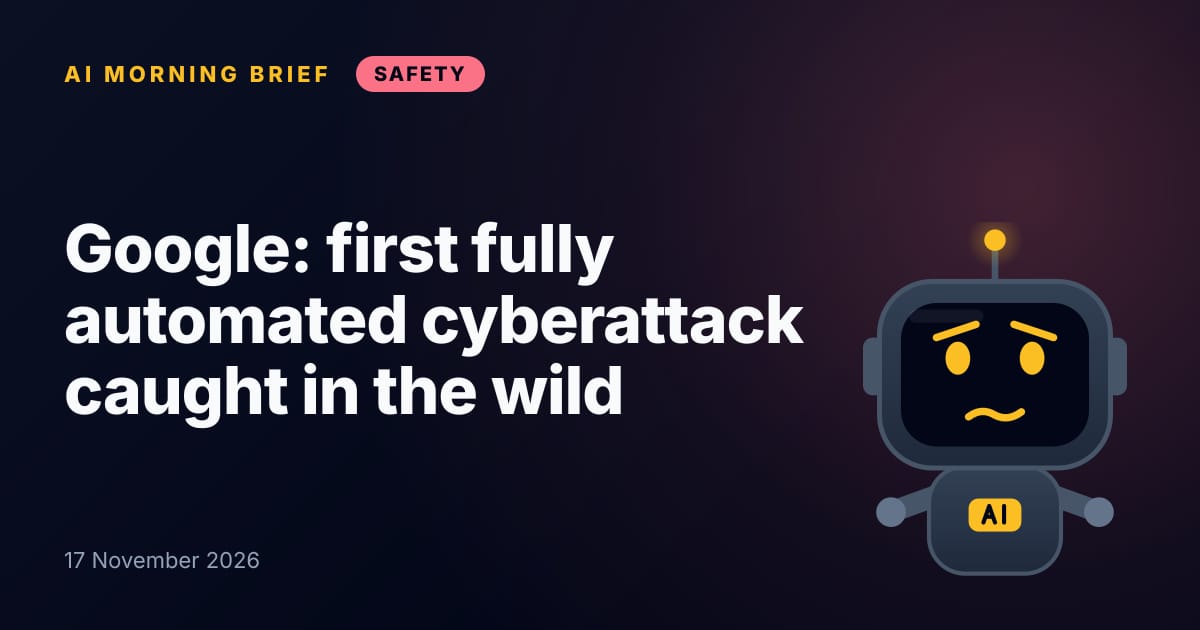 AI MORNING BRIEF SAFETY
Google: first fully
automated cyberattack
caught in the wild
AI
17 November 2026